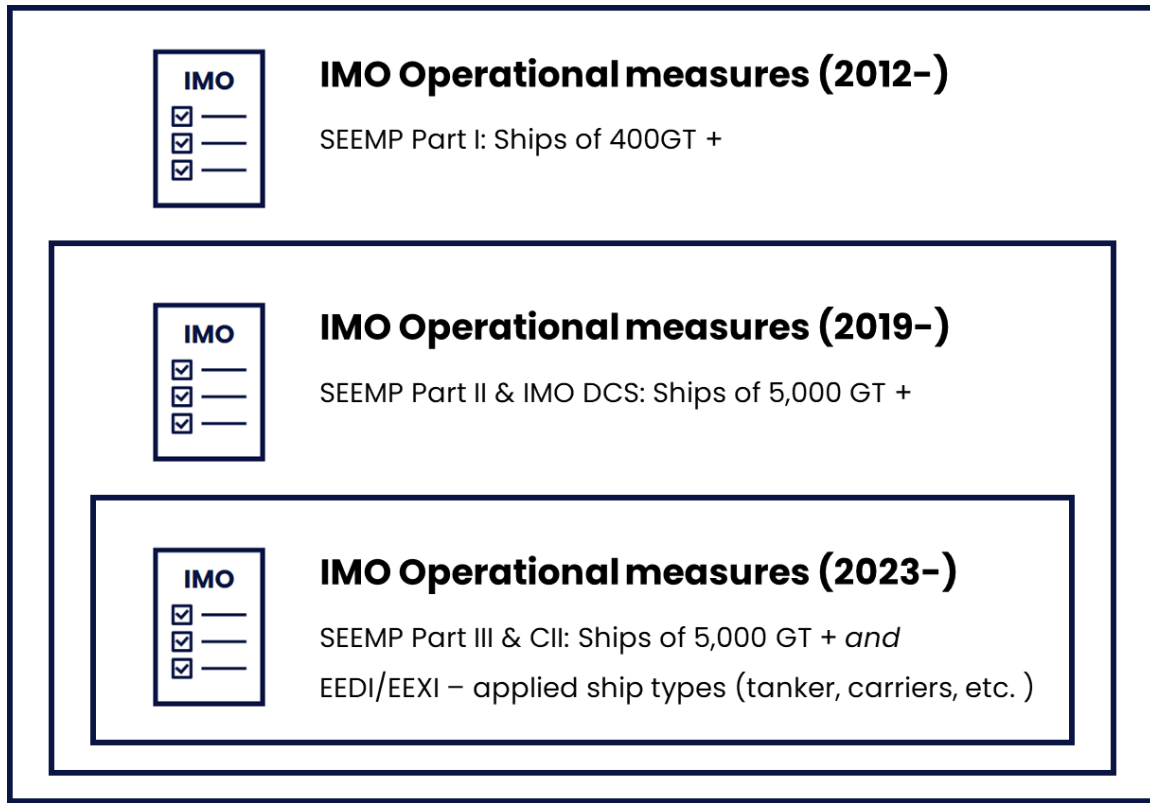 IMO
IMO Operational measures (2012-)
SEEMP Part I: Ships of 400GT +
IMO
IMO Operational measures (2019-)
SEEMP Part II & IMO DCS: Ships of 5,000 GT +
IMO
IMO Operational measures (2023-)
SEEMP Part III & CII: Ships of 5,000 GT + and
EEDI/EEXI – applied ship types (tanker, carriers, etc. )